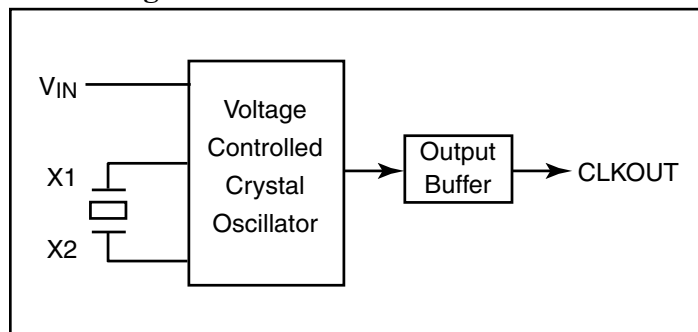 VIN
X1
X2
Voltage
Controlled
Crystal
Oscillator
Output
Buffer
CLKOUT